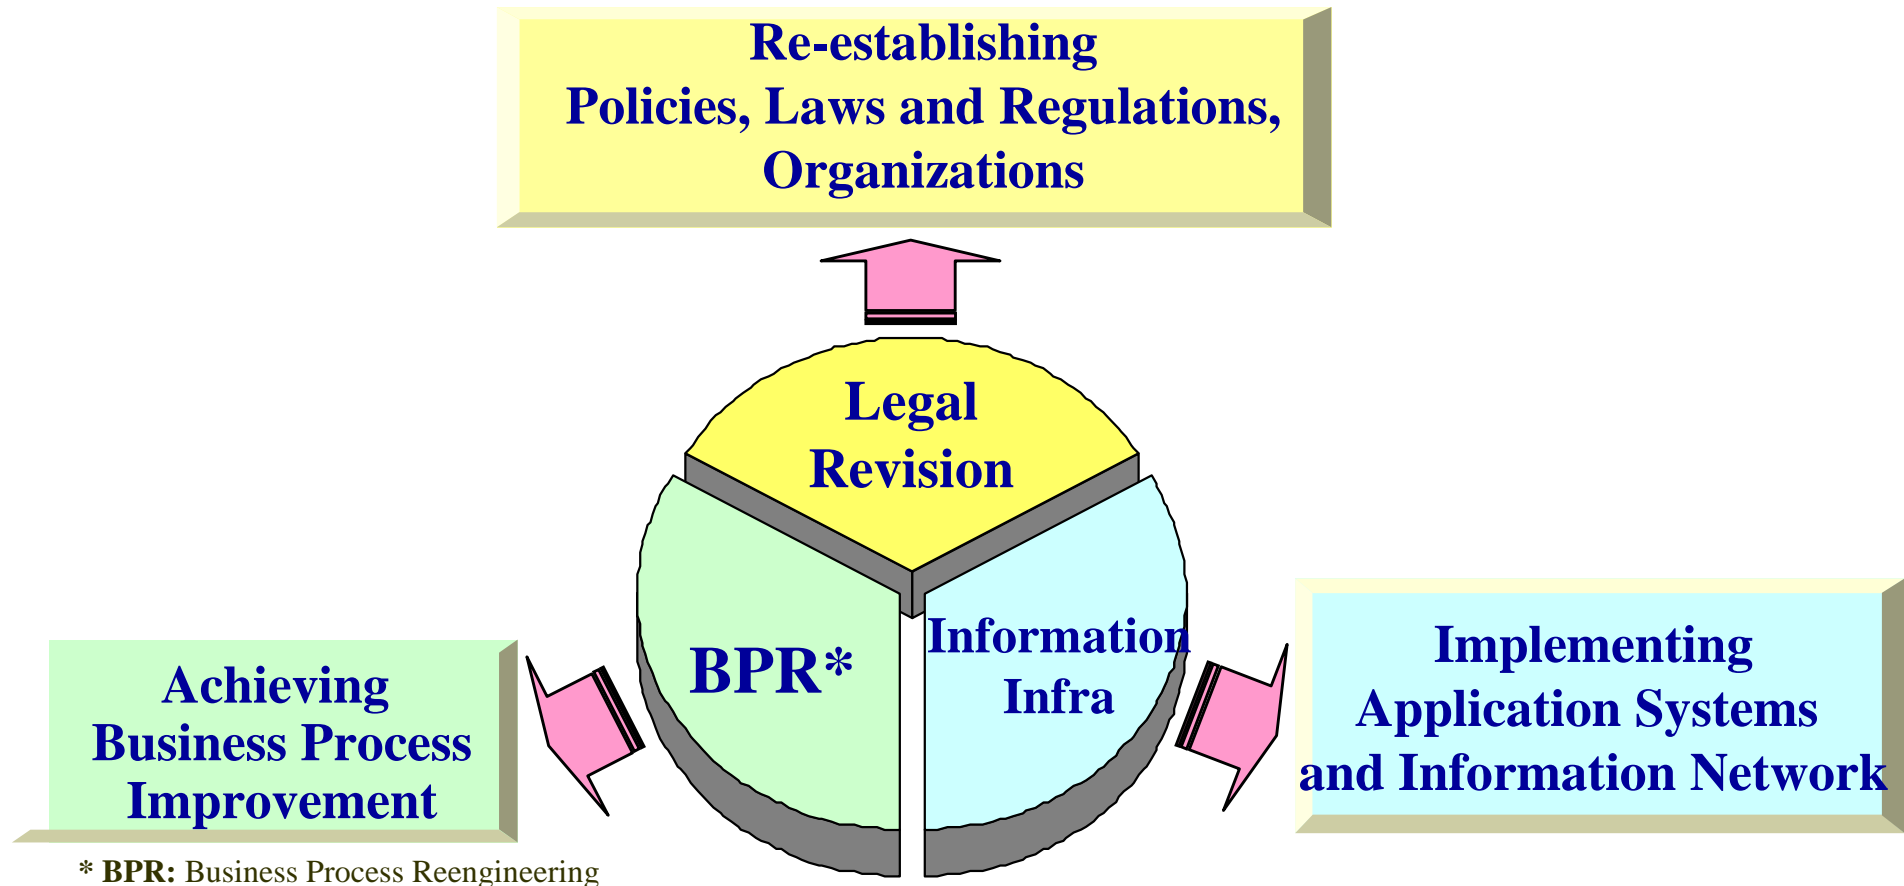 Re-establishing
Policies, Laws and Regulations,
Organizations
Legal
Revision
BPR*
Information
Infra
Achieving
Business Process
Improvement
Implementing
Application Systems
and Information Network
* BPR: Business Process Reengineering